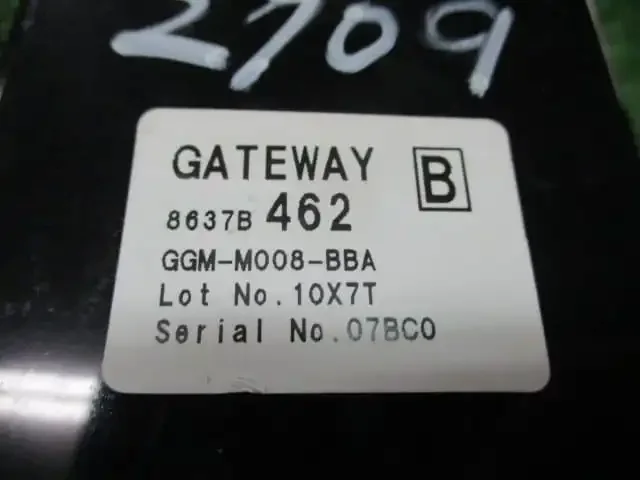 2709
GATEWAY B
8637B 462
GGM-M008-BBA
Lot No.10X7T
Serial No.07BC0